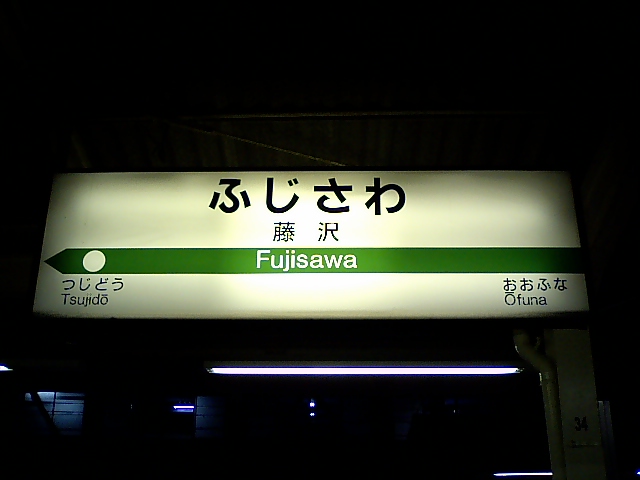 ふじさわ
藤沢
Fujisawa
つじどう
Tsujidō
おおふな
Ōfuna
34